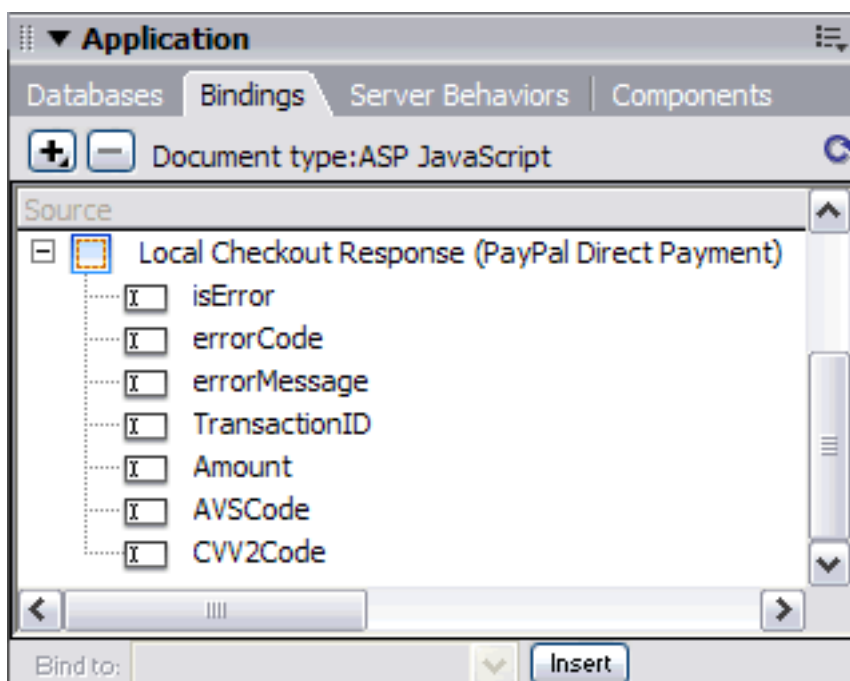 Application
Databases Bindings Server Behaviors Components
Document type:ASP JavaScript
Source
Local Checkout Response (PayPal Direct Payment)
isError
errorCode
errorMessage
TransactionID
Amount
AVSCode
CVV2Code
Bind to: Insert